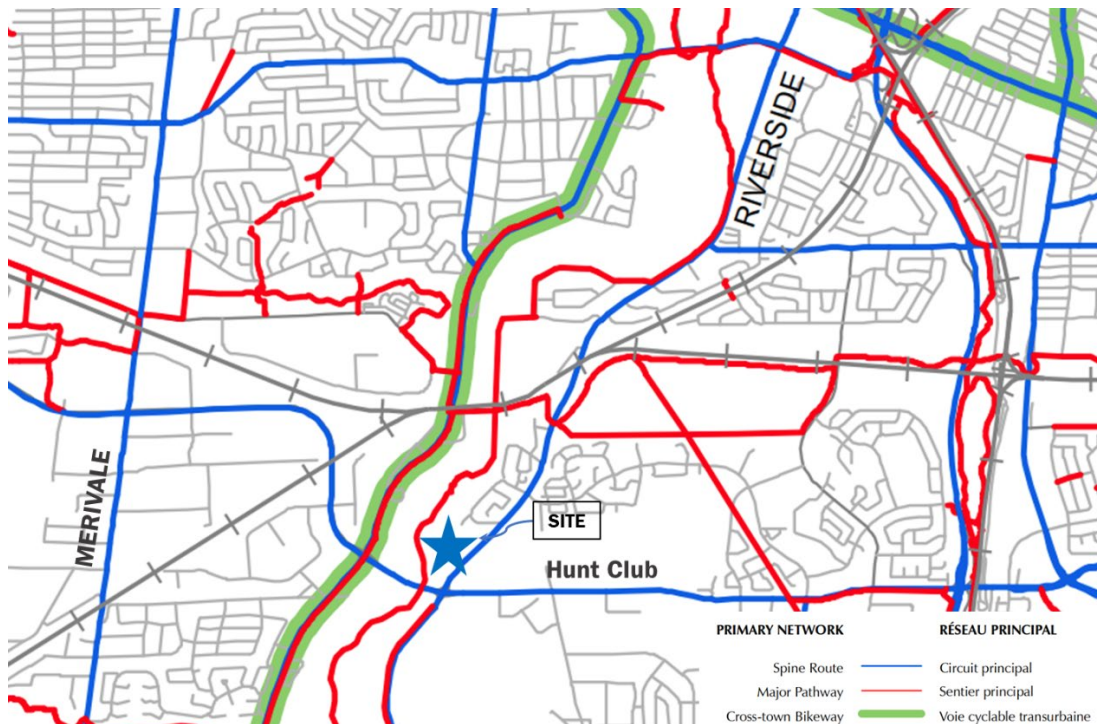 RIVERSIDE
MERIVALE
SITE
Hunt Club
PRIMARY NETWORK RÉSEAU PRINCIPAL
Spine Route Circuit principal
Major Pathway Sentier principal
Cross-town Bikeway Voie cyclable transurbaine